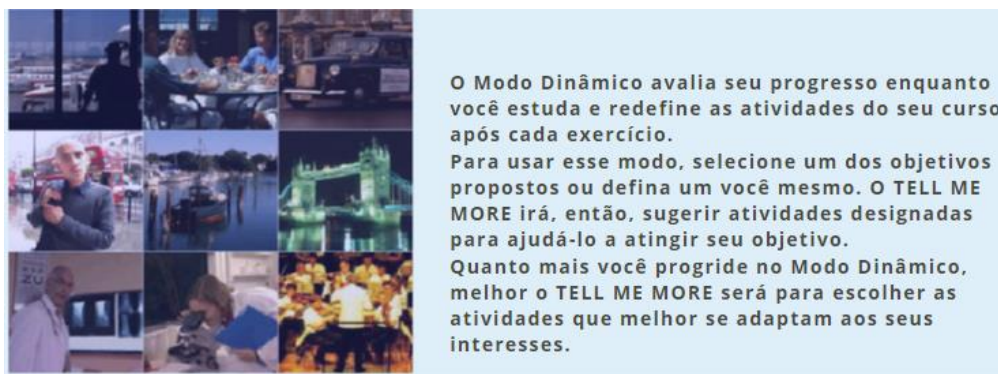 O Modo Dinâmico avalia seu progresso enquanto
você estuda e redefine as atividades do seu curso
após cada exercício.
Para usar esse modo, selecione um dos objetivos
propostos ou defina um você mesmo. O TELL ME
MORE irá, então, sugerir atividades designadas
para ajudá-lo a atingir seu objetivo.
Quanto mais você progride no Modo Dinâmico,
melhor o TELL ME MORE será para escolher as
atividades que melhor se adaptam aos seus
interesses.
ZU